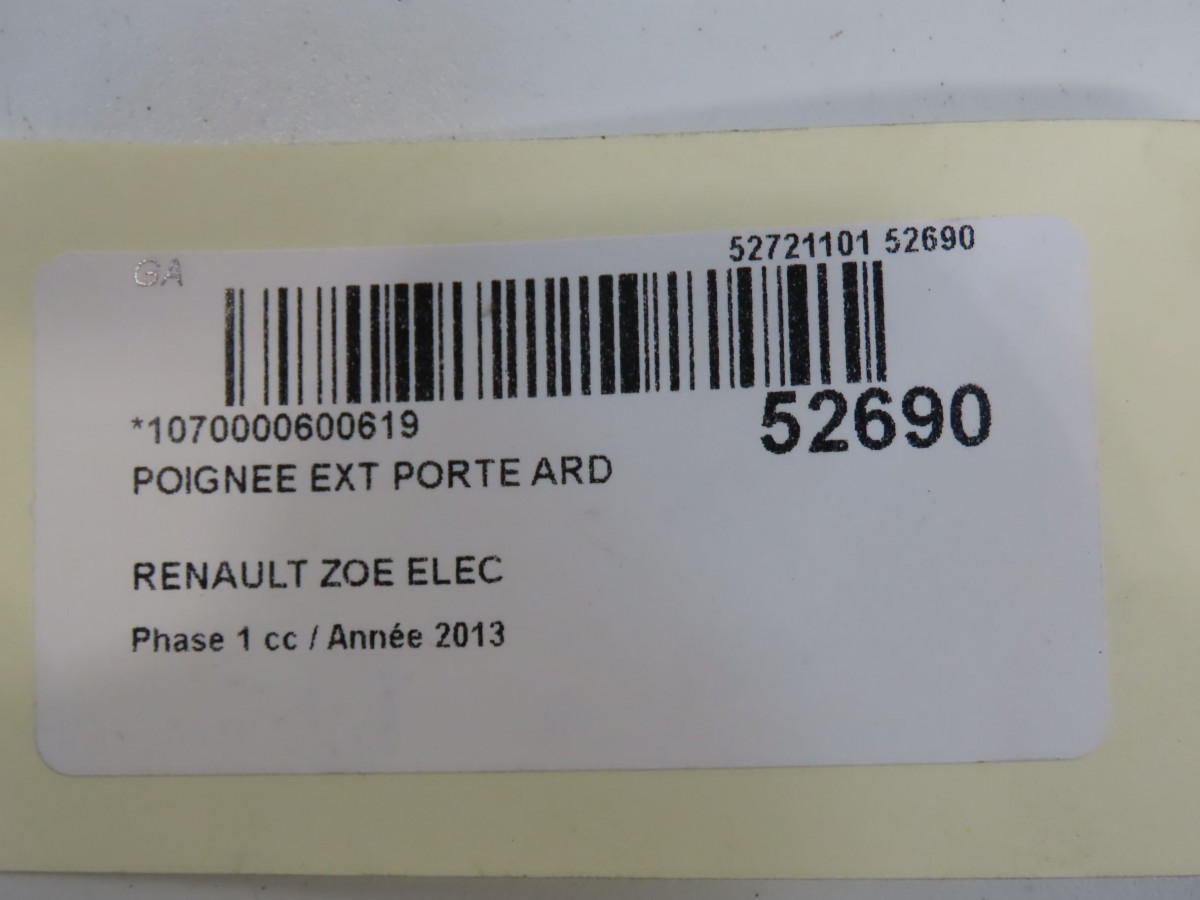 GA
52721101 52690
*1070000600619
52690
POIGNEE EXT PORTE ARD
RENAULT ZOE ELEC
Phase 1 cc / Année 2013